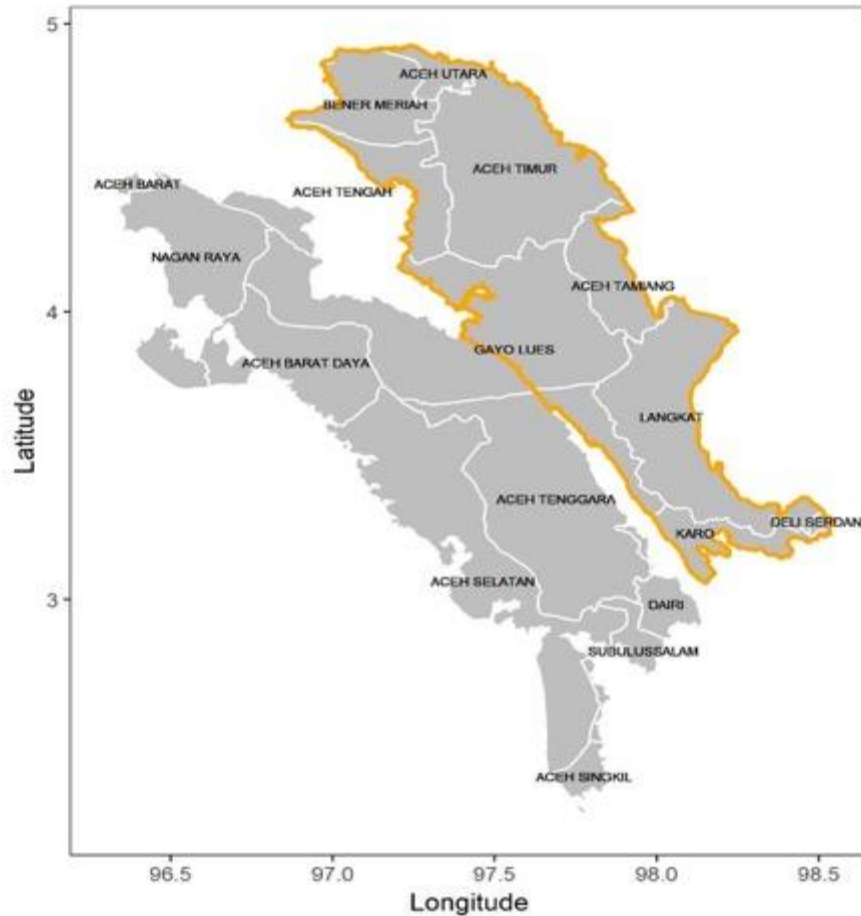 5
ACEH UTARA
BENER MERIAH
ACEH TIMUR
ACEH BARAT
ACEH TENGAH
NAGAN RAYA
ACEH TAMIANG
4
GAYO LUES
ACEH BARAT DAYA
LANGKAT
Latitude
ACEH TENGGARA
DELI SERDAN
KARO
3
ACEH SELATAN
DAIRI
SUBULUSSALAM
ACEH SINGKIL
96.5 97.0 97.5 98.0 98.5
Longitude